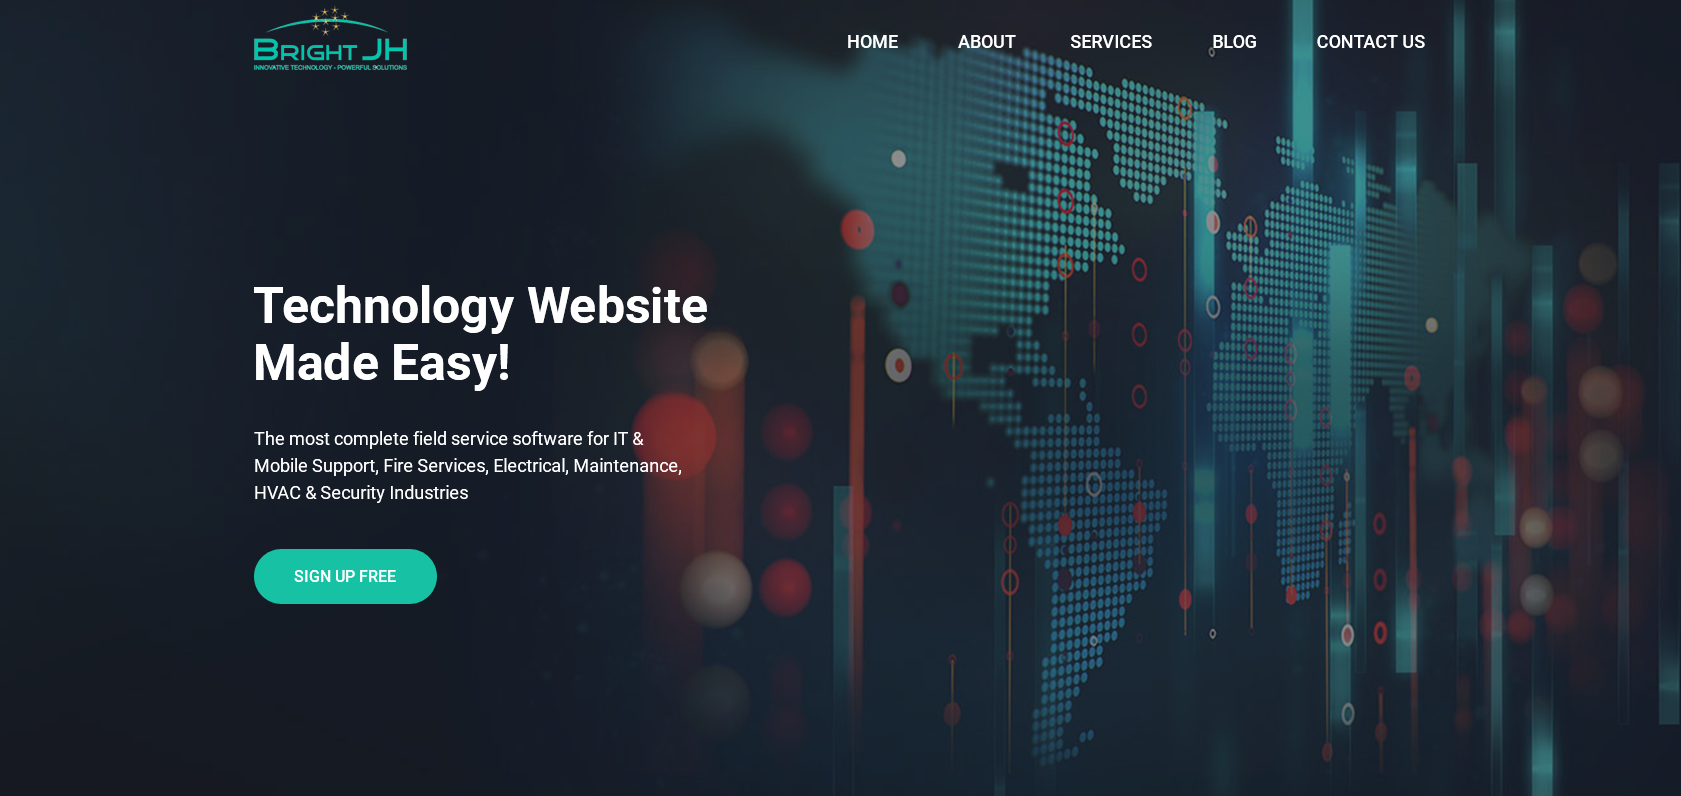 BRIGHT JH
INNOVATIVE TECHNOLOGY - POWERFUL SOLUTIONS
HOME ABOUT SERVICES BLOG CONTACT US
Technology Website
Made Easy!
The most complete field service software for IT &
Mobile Support, Fire Services, Electrical, Maintenance,
HVAC & Security Industries
SIGN UP FREE